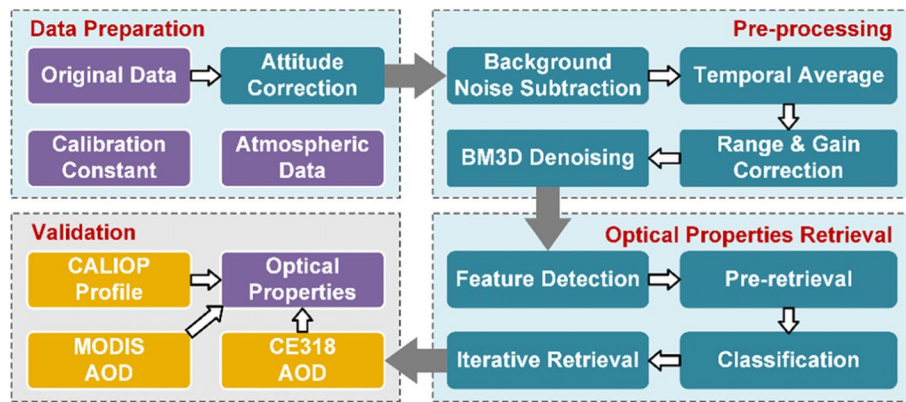 Data Preparation
Original Data
Attitude
Correction
Calibration
Constant
Atmospheric
Data
Pre-processing
Background
Noise Subtraction
Temporal Average
BM3D Denoising
Range & Gain
Correction
Validation
CALIOP
Profile
Optical
Properties
MODIS
AOD
CE318
AOD
Optical Properties Retrieval
Feature Detection
Pre-retrieval
Iterative Retrieval
Classification